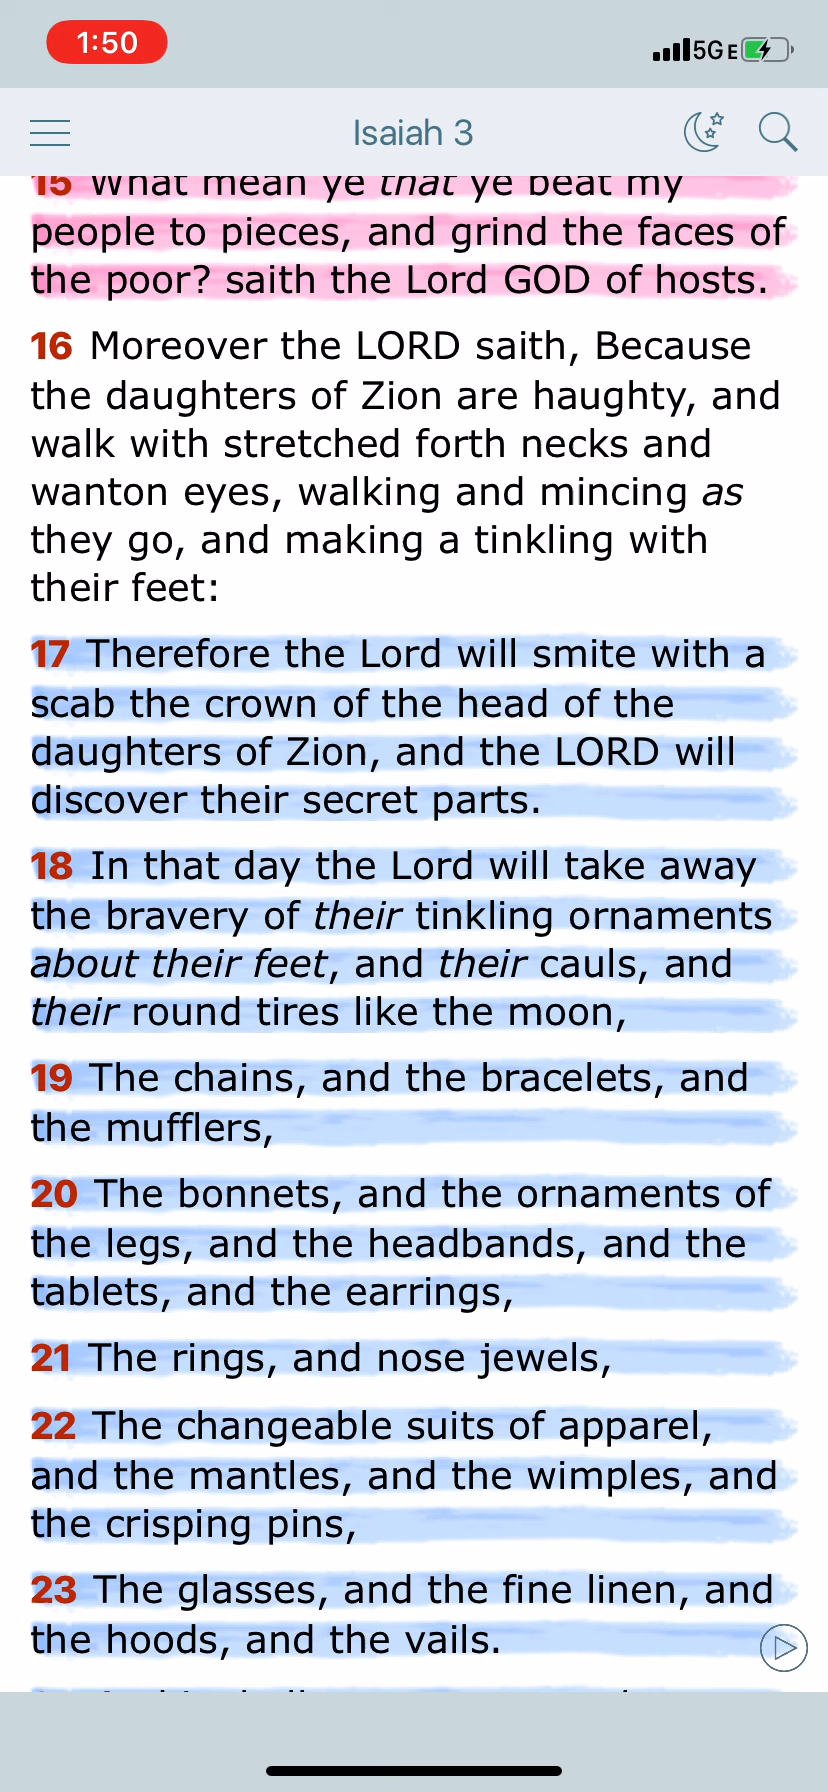 1:50
5GE
Isaiah 3
15 What mean ye that ye beat my
people to pieces, and grind the faces of
the poor? saith the Lord GOD of hosts.
16 Moreover the LORD saith, Because
the daughters of Zion are haughty, and
walk with stretched forth necks and
wanton eyes, walking and mincing as
they go, and making a tinkling with
their feet:
17 Therefore the Lord will smite with a
scab the crown of the head of the
daughters of Zion, and the LORD will
discover their secret parts.
18 In that day the Lord will take away
the bravery of their tinkling ornaments
about their feet, and their cauls, and
their round tires like the moon,
19 The chains, and the bracelets, and
the mufflers,
20 The bonnets, and the ornaments of
the legs, and the headbands, and the
tablets, and the earrings,
21 The rings, and nose jewels,
22 The changeable suits of apparel,
and the mantles, and the wimples, and
the crisping pins,
23 The glasses, and the fine linen, and
the hoods, and the vails.